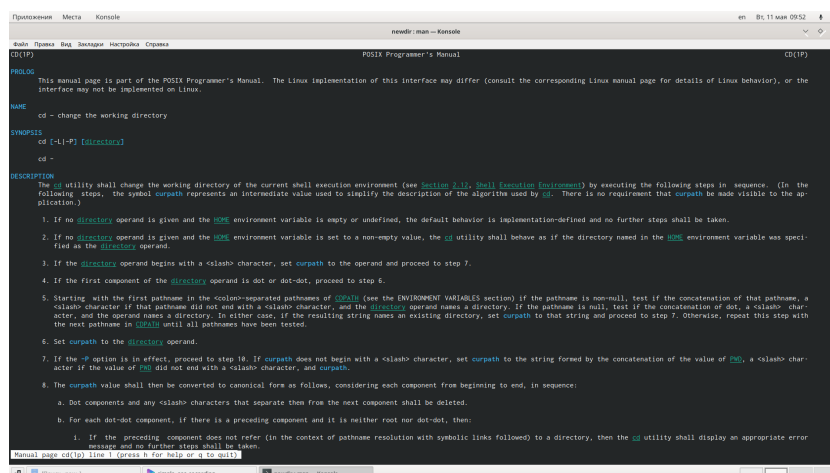 Приложения Места Konsole en Вт, 11 мая 09:52
newdir : man — Konsole
Файл Правка Вид Закладки Настройка Справка
CD(1P) POSIX Programmer's Manual CD(1P)
PROLOG
This manual page is part of the POSIX Programmer's Manual. The Linux implementation of this interface may differ (consult the corresponding Linux manual page for details of Linux behavior), or the
interface may not be implemented on Linux.
NAME
cd - change the working directory
SYNOPSIS
cd [-L|-P] [directory]
cd -
DESCRIPTION
The cd utility shall change the working directory of the current shell execution environment (see Section 2.12, Shell Execution Environment) by executing the following steps in sequence. (In the
following steps, the symbol curpath represents an intermediate value used to simplify the description of the algorithm used by cd. There is no requirement that curpath be made visible to the ap-
plication.)
1. If no directory operand is given and the HOME environment variable is empty or undefined, the default behavior is implementation-defined and no further steps shall be taken.
2. If no directory operand is given and the HOME environment variable is set to a non-empty value, the cd utility shall behave as if the directory named in the HOME environment variable was speci-
fied as the directory operand.
3. If the directory operand begins with a <slash> character, set curpath to the operand and proceed to step 7.
4. If the first component of the directory operand is dot or dot-dot, proceed to step 6.
5. Starting with the first pathname in the <colon>-separated pathnames of CDPATH (see the ENVIRONMENT VARIABLES section) if the pathname is non-null, test if the concatenation of that pathname, a
<slash> character if that pathname did not end with a <slash> character, and the directory operand names a directory. If the pathname is null, test if the concatenation of dot, a <slash> char-
acter, and the operand names a directory. In either case, if the resulting string names an existing directory, set curpath to that string and proceed to step 7. Otherwise, repeat this step with
the next pathname in CDPATH until all pathnames have been tested.
6. Set curpath to the directory operand.
7. If the -P option is in effect, proceed to step 10. If curpath does not begin with a <slash> character, set curpath to the string formed by the concatenation of the value of PWD, a <slash> char-
acter if the value of PWD did not end with a <slash> character, and curpath.
8. The curpath value shall then be converted to canonical form as follows, considering each component from beginning to end, in sequence:
a. Dot components and any <slash> characters that separate them from the next component shall be deleted.
b. For each dot-dot component, if there is a preceding component and it is neither root nor dot-dot, then:
i. If the preceding component does not refer (in the context of pathname resolution with symbolic links followed) to a directory, then the cd utility shall display an appropriate error
message and no further steps shall be taken.
Manual page cd(1p) line 1 (press h for help or q to quit)